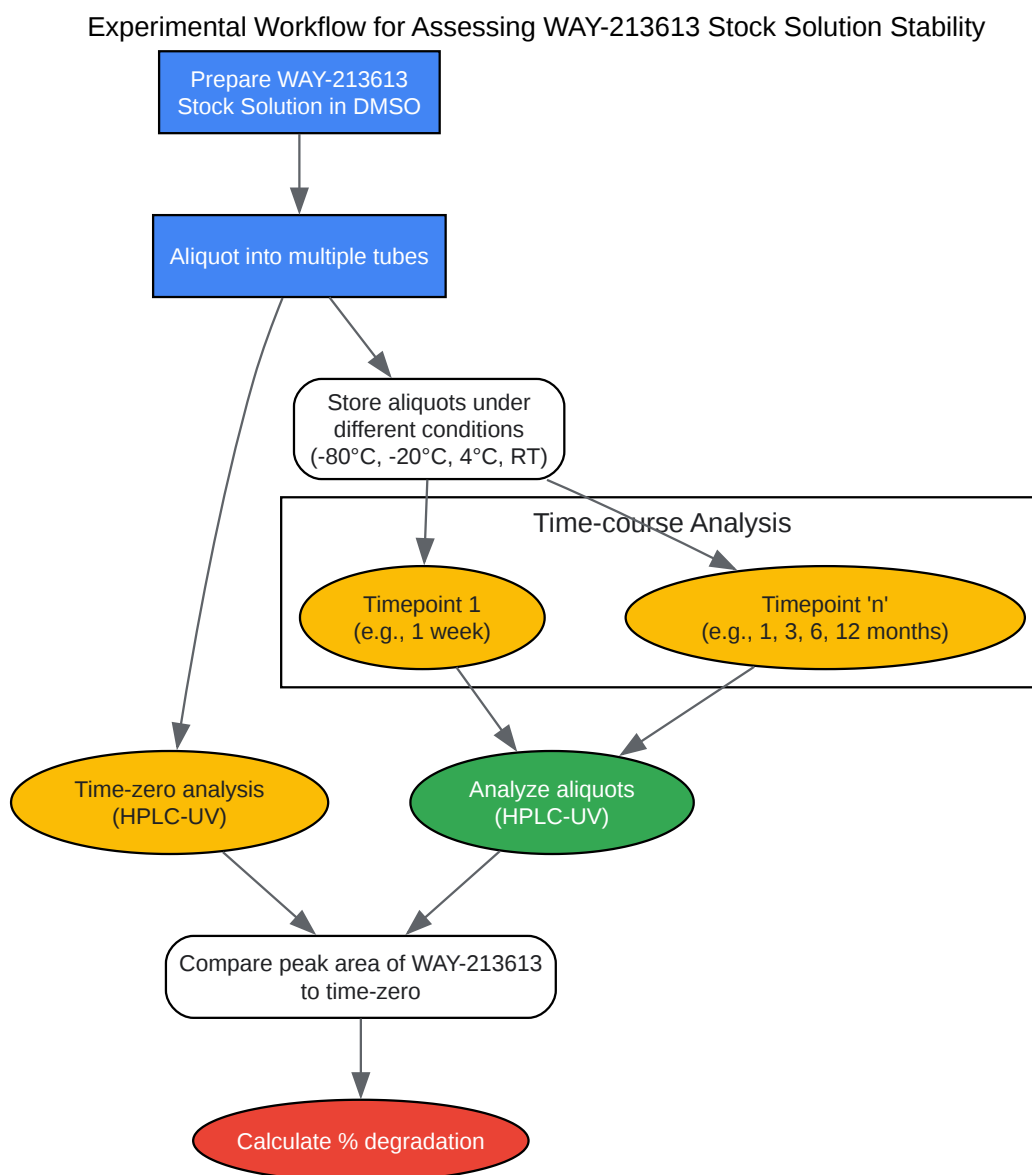 Experimental Workflow for Assessing WAY-213613 Stock Solution Stability
Prepare WAY-213613
Stock Solution in DMSO
Aliquot into multiple tubes
Store aliquots under
different conditions
(-80°C, -20°C, 4°C, RT)
Time-course Analysis
Timepoint 1
(e.g., 1 week)
Timepoint 'n'
(e.g., 1, 3, 6, 12 months)
Time-zero analysis
(HPLC-UV)
Analyze aliquots
(HPLC-UV)
Compare peak area of WAY-213613
to time-zero
Calculate % degradation